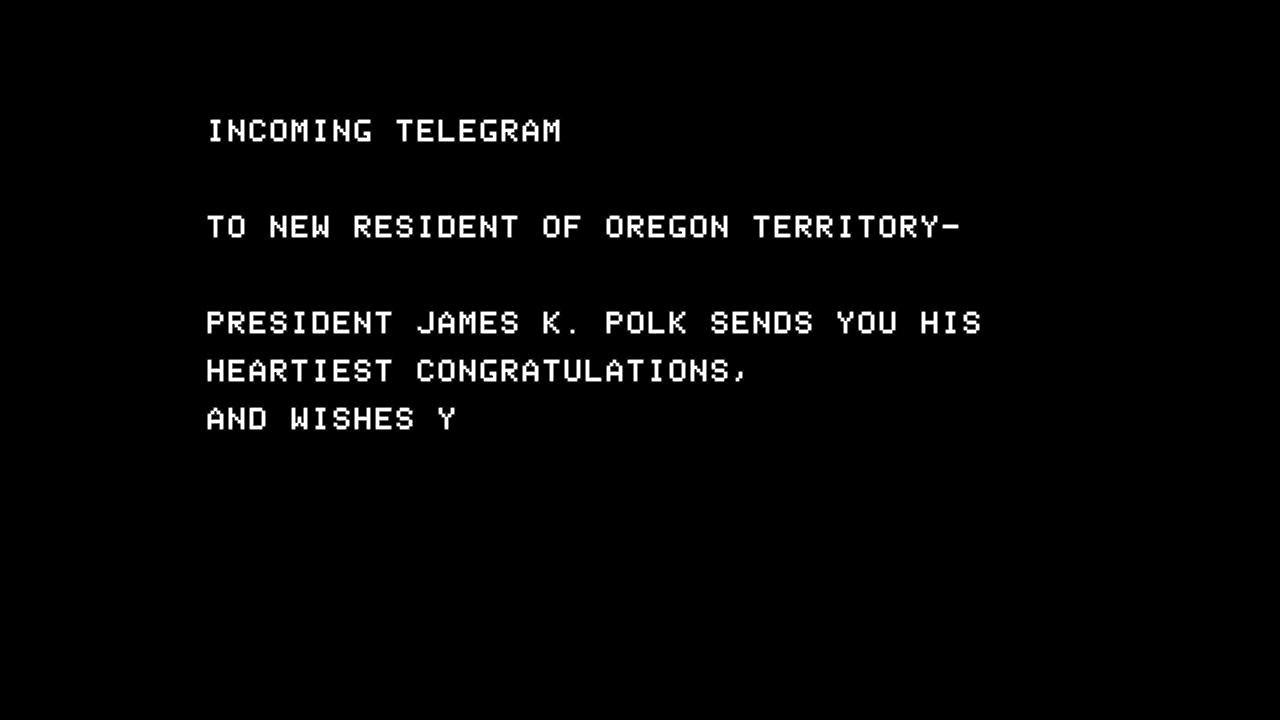 INCOMING TELEGRAM
TO NEW RESIDENT OF OREGON TERRITORY-
PRESIDENT JAMES K. POLK SENDS YOU HIS
HEARTIEST CONGRATULATIONS,
AND WISHES Y